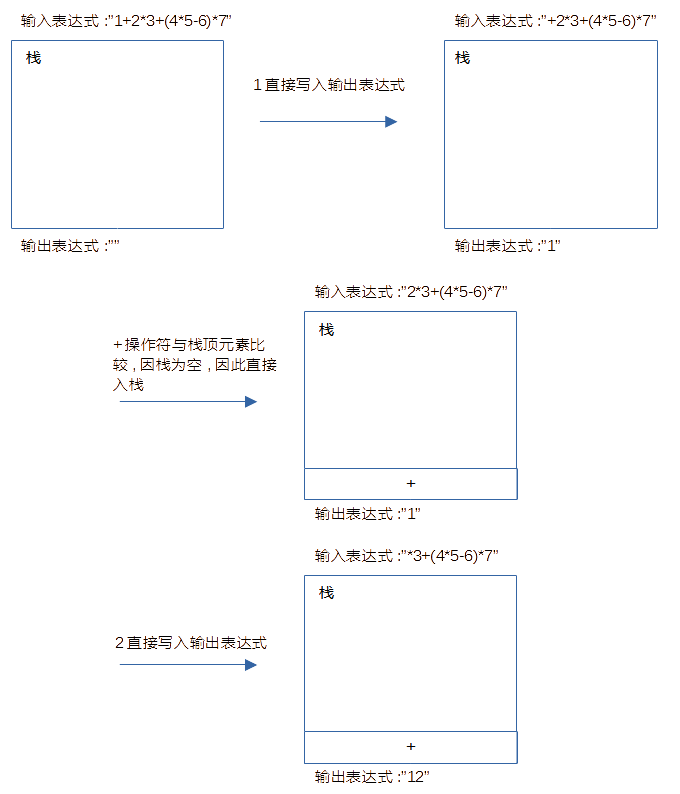 输入表达式:”1+2*3+(4*5-6)*7”
输入表达式:”+2*3+(4*5-6)*7”
栈
栈
1直接写入输出表达式
输出表达式:””
输出表达式:”1”
输入表达式:”2*3+(4*5-6)*7”
栈
+操作符与栈顶元素比
较,因栈为空,因此直接
入栈
+
输出表达式:”1”
输入表达式:”*3+(4*5-6)*7”
栈
2直接写入输出表达式
+
输出表达式:”12”